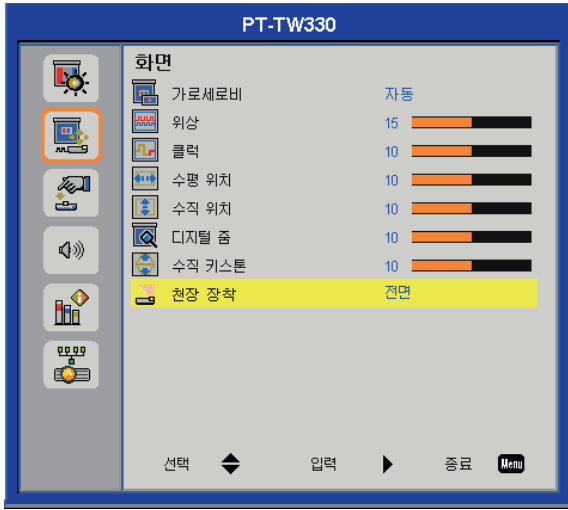 PT-TW330
화면
가로세로비 자동
위상 15
클럭 10
수평 위치 10
수직 위치 10
디지털 줌 10
수직 키스톤 10
천장 장착 전면
선택 입력 종료 Menu